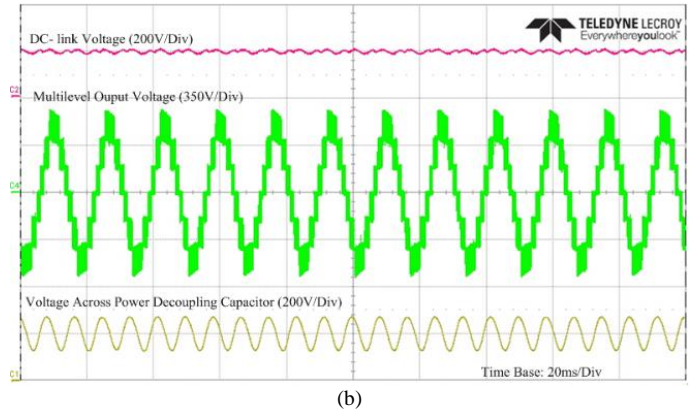 DC- link Voltage (200V/Div)
TELEDYNE LECROY
Everywhereyoulook™
C2
Multilevel Ouput Voltage (350V/Div)
C4
Voltage Across Power Decoupling Capacitor (200V/Div)
C1
Time Base: 20ms/Div
(b)